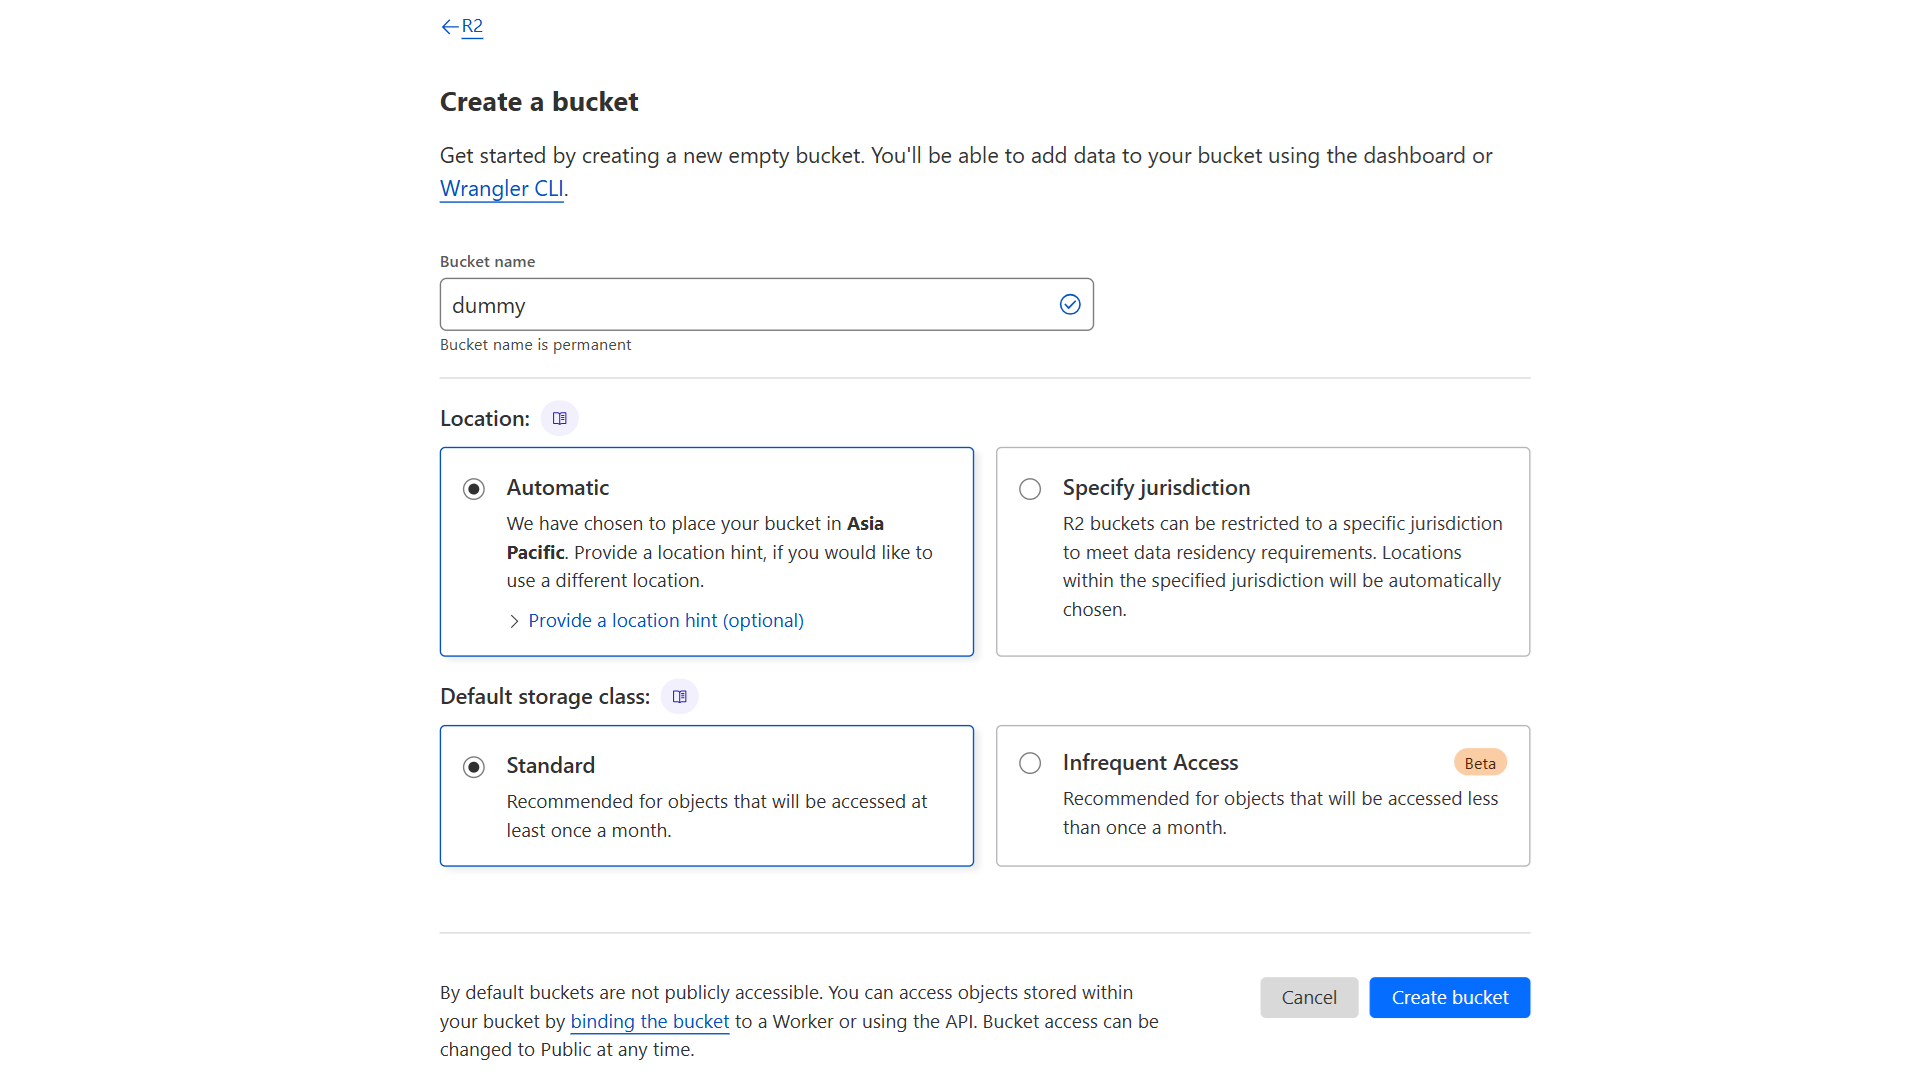 R2
Create a bucket
Get started by creating a new empty bucket. You'll be able to add data to your bucket using the dashboard or
Wrangler CLI.
Bucket name
dummy
Bucket name is permanent
Location:
Automatic
We have chosen to place your bucket in Asia
Pacific. Provide a location hint, if you would like to
use a different location.
Provide a location hint (optional)
Specify jurisdiction
R2 buckets can be restricted to a specific jurisdiction
to meet data residency requirements. Locations
within the specified jurisdiction will be automatically
chosen.
Default storage class:
Standard
Recommended for objects that will be accessed at
least once a month.
Infrequent Access
Beta
Recommended for objects that will be accessed less
than once a month.
By default buckets are not publicly accessible. You can access objects stored within
your bucket by binding the bucket to a Worker or using the API. Bucket access can be
changed to Public at any time.
Cancel
Create bucket